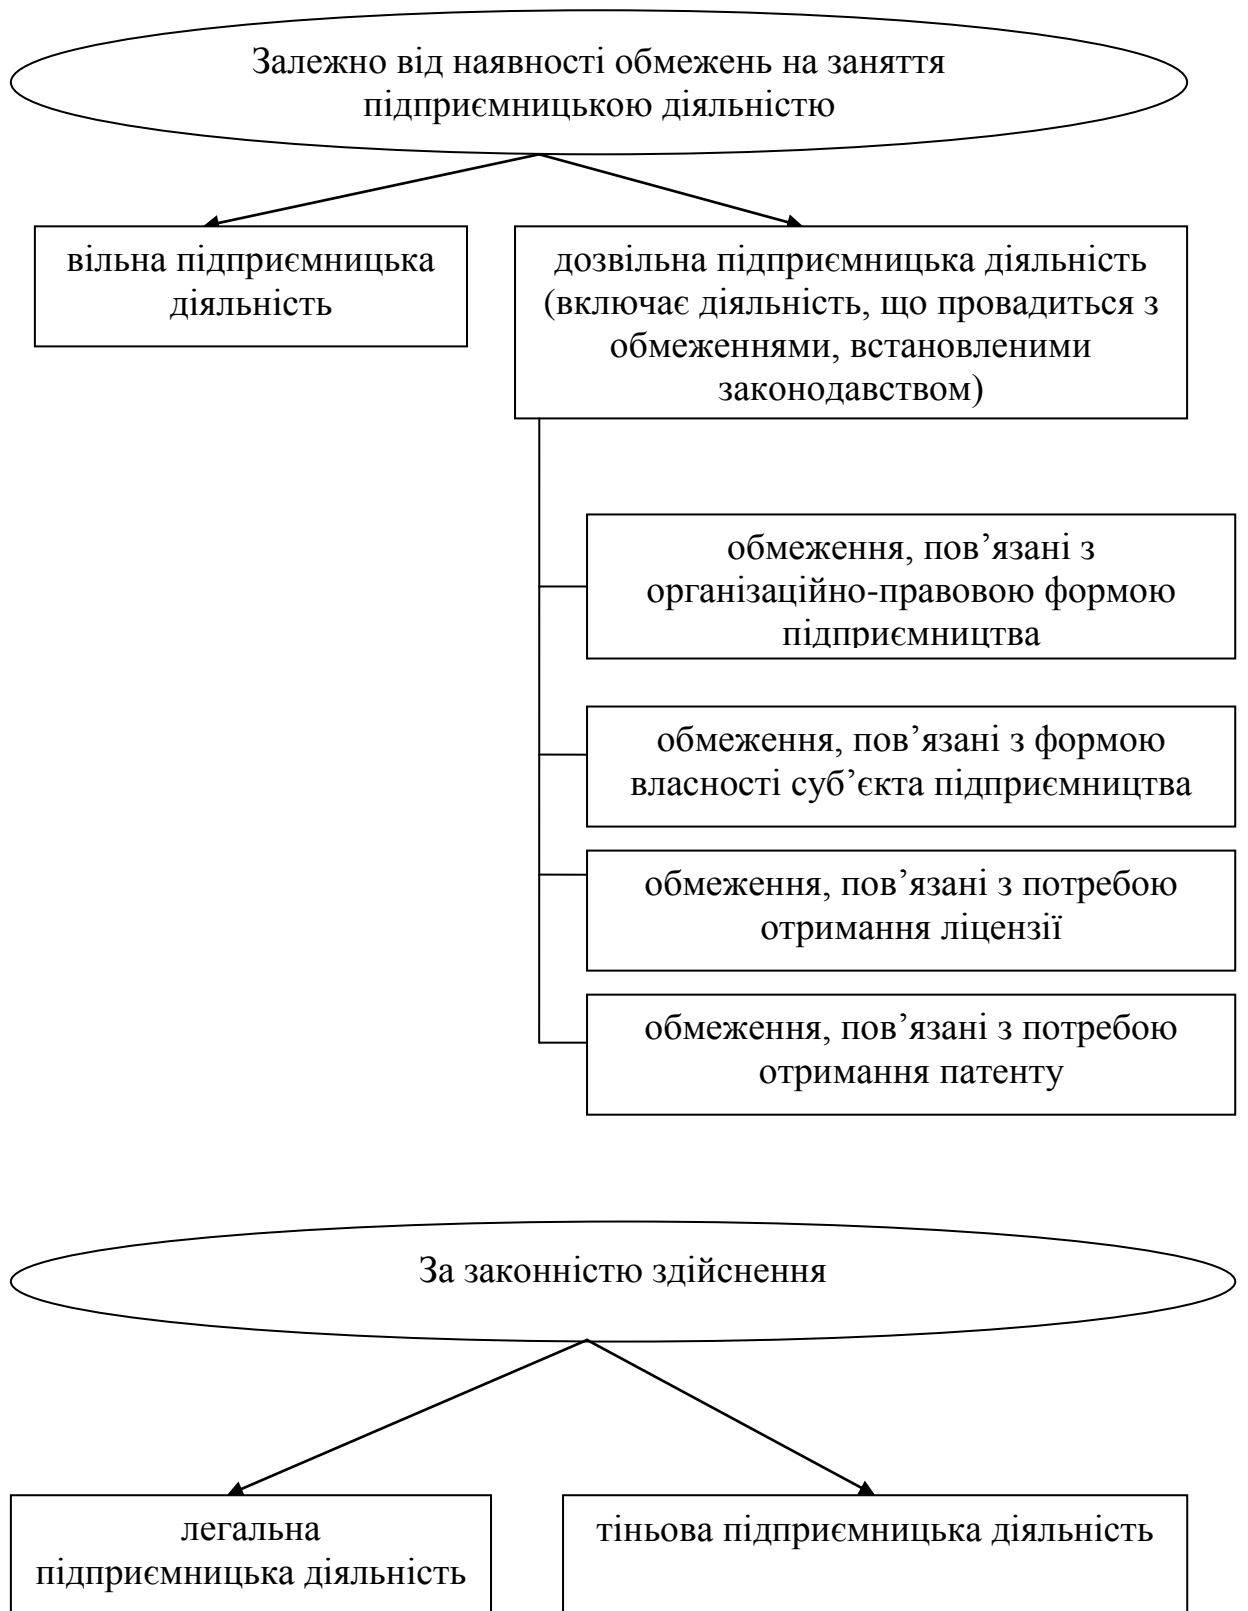 Залежно від наявності обмежень на заняття
підприємницькою діяльністю
вільна підприємницька
діяльність
дозвільна підприємницька діяльність
(включає діяльність, що провадиться з
обмеженнями, встановленими
законодавством)
обмеження, пов’язані з
організаційно-правовою формою
підприємництва
обмеження, пов’язані з формою
власності суб’єкта підприємництва
обмеження, пов’язані з потребою
отримання ліцензії
обмеження, пов’язані з потребою
отримання патенту
За законністю здійснення
легальна
підприємницька діяльність
тіньова підприємницька діяльність